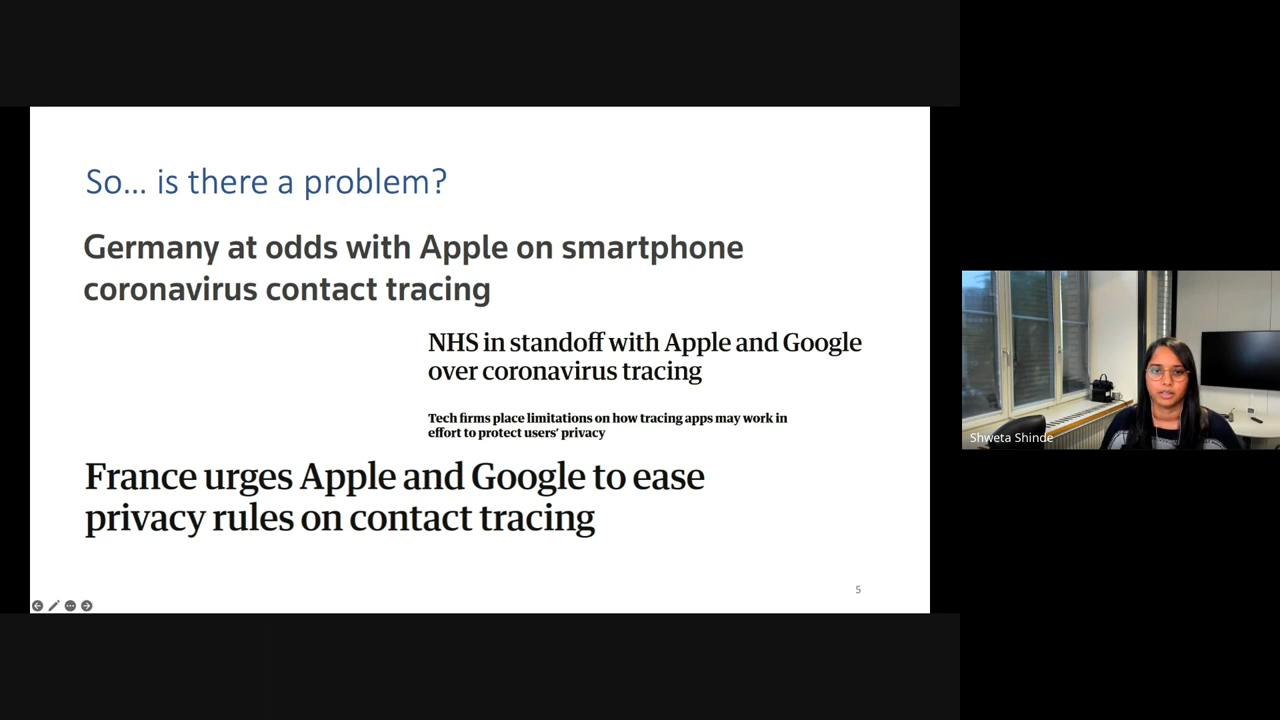 So... is there a problem?
Germany at odds with Apple on smartphone
coronavirus contact tracing
NHS in standoff with Apple and Google
over coronavirus tracing
Tech firms place limitations on how tracing apps may work in
effort to protect users’ privacy
France urges Apple and Google to ease
privacy rules on contact tracing
5
Shweta Shinde